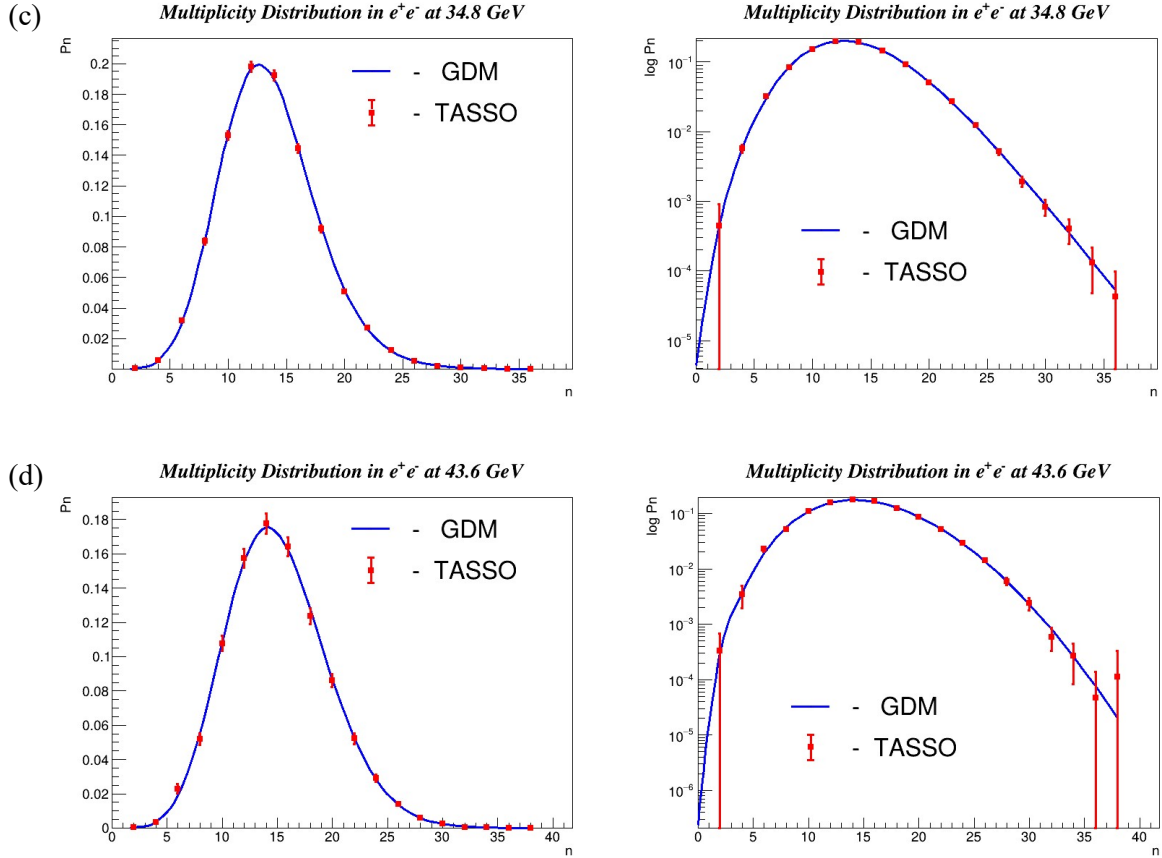 (c)
Multiplicity Distribution in e⁺e⁻ at 34.8 GeV
Pn
0.2
0.18
0.16
0.14
0.12
0.1
0.08
0.06
0.04
0.02
0 5 10 15 20 25 30 35
n
- GDM
- TASSO
Multiplicity Distribution in e⁺e⁻ at 34.8 GeV
log Pn
10⁻¹
10⁻²
10⁻³
10⁻⁴
10⁻⁵
0 5 10 15 20 25 30 35
n
- GDM
- TASSO
(d)
Multiplicity Distribution in e⁺e⁻ at 43.6 GeV
Pn
0.18
0.16
0.14
0.12
0.1
0.08
0.06
0.04
0.02
0
0 5 10 15 20 25 30 35 40
n
- GDM
- TASSO
Multiplicity Distribution in e⁺e⁻ at 43.6 GeV
log Pn
10⁻¹
10⁻²
10⁻³
10⁻⁴
10⁻⁵
10⁻⁶
0 5 10 15 20 25 30 35 40
n
- GDM
- TASSO